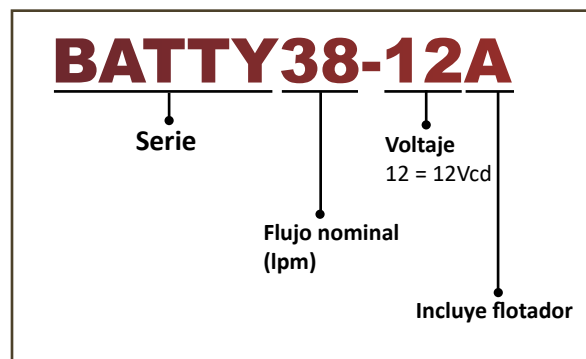 BATTY38-12A
Serie
Voltaje
12 = 12Vcd
Flujo nominal
(lpm)
Incluye flotador